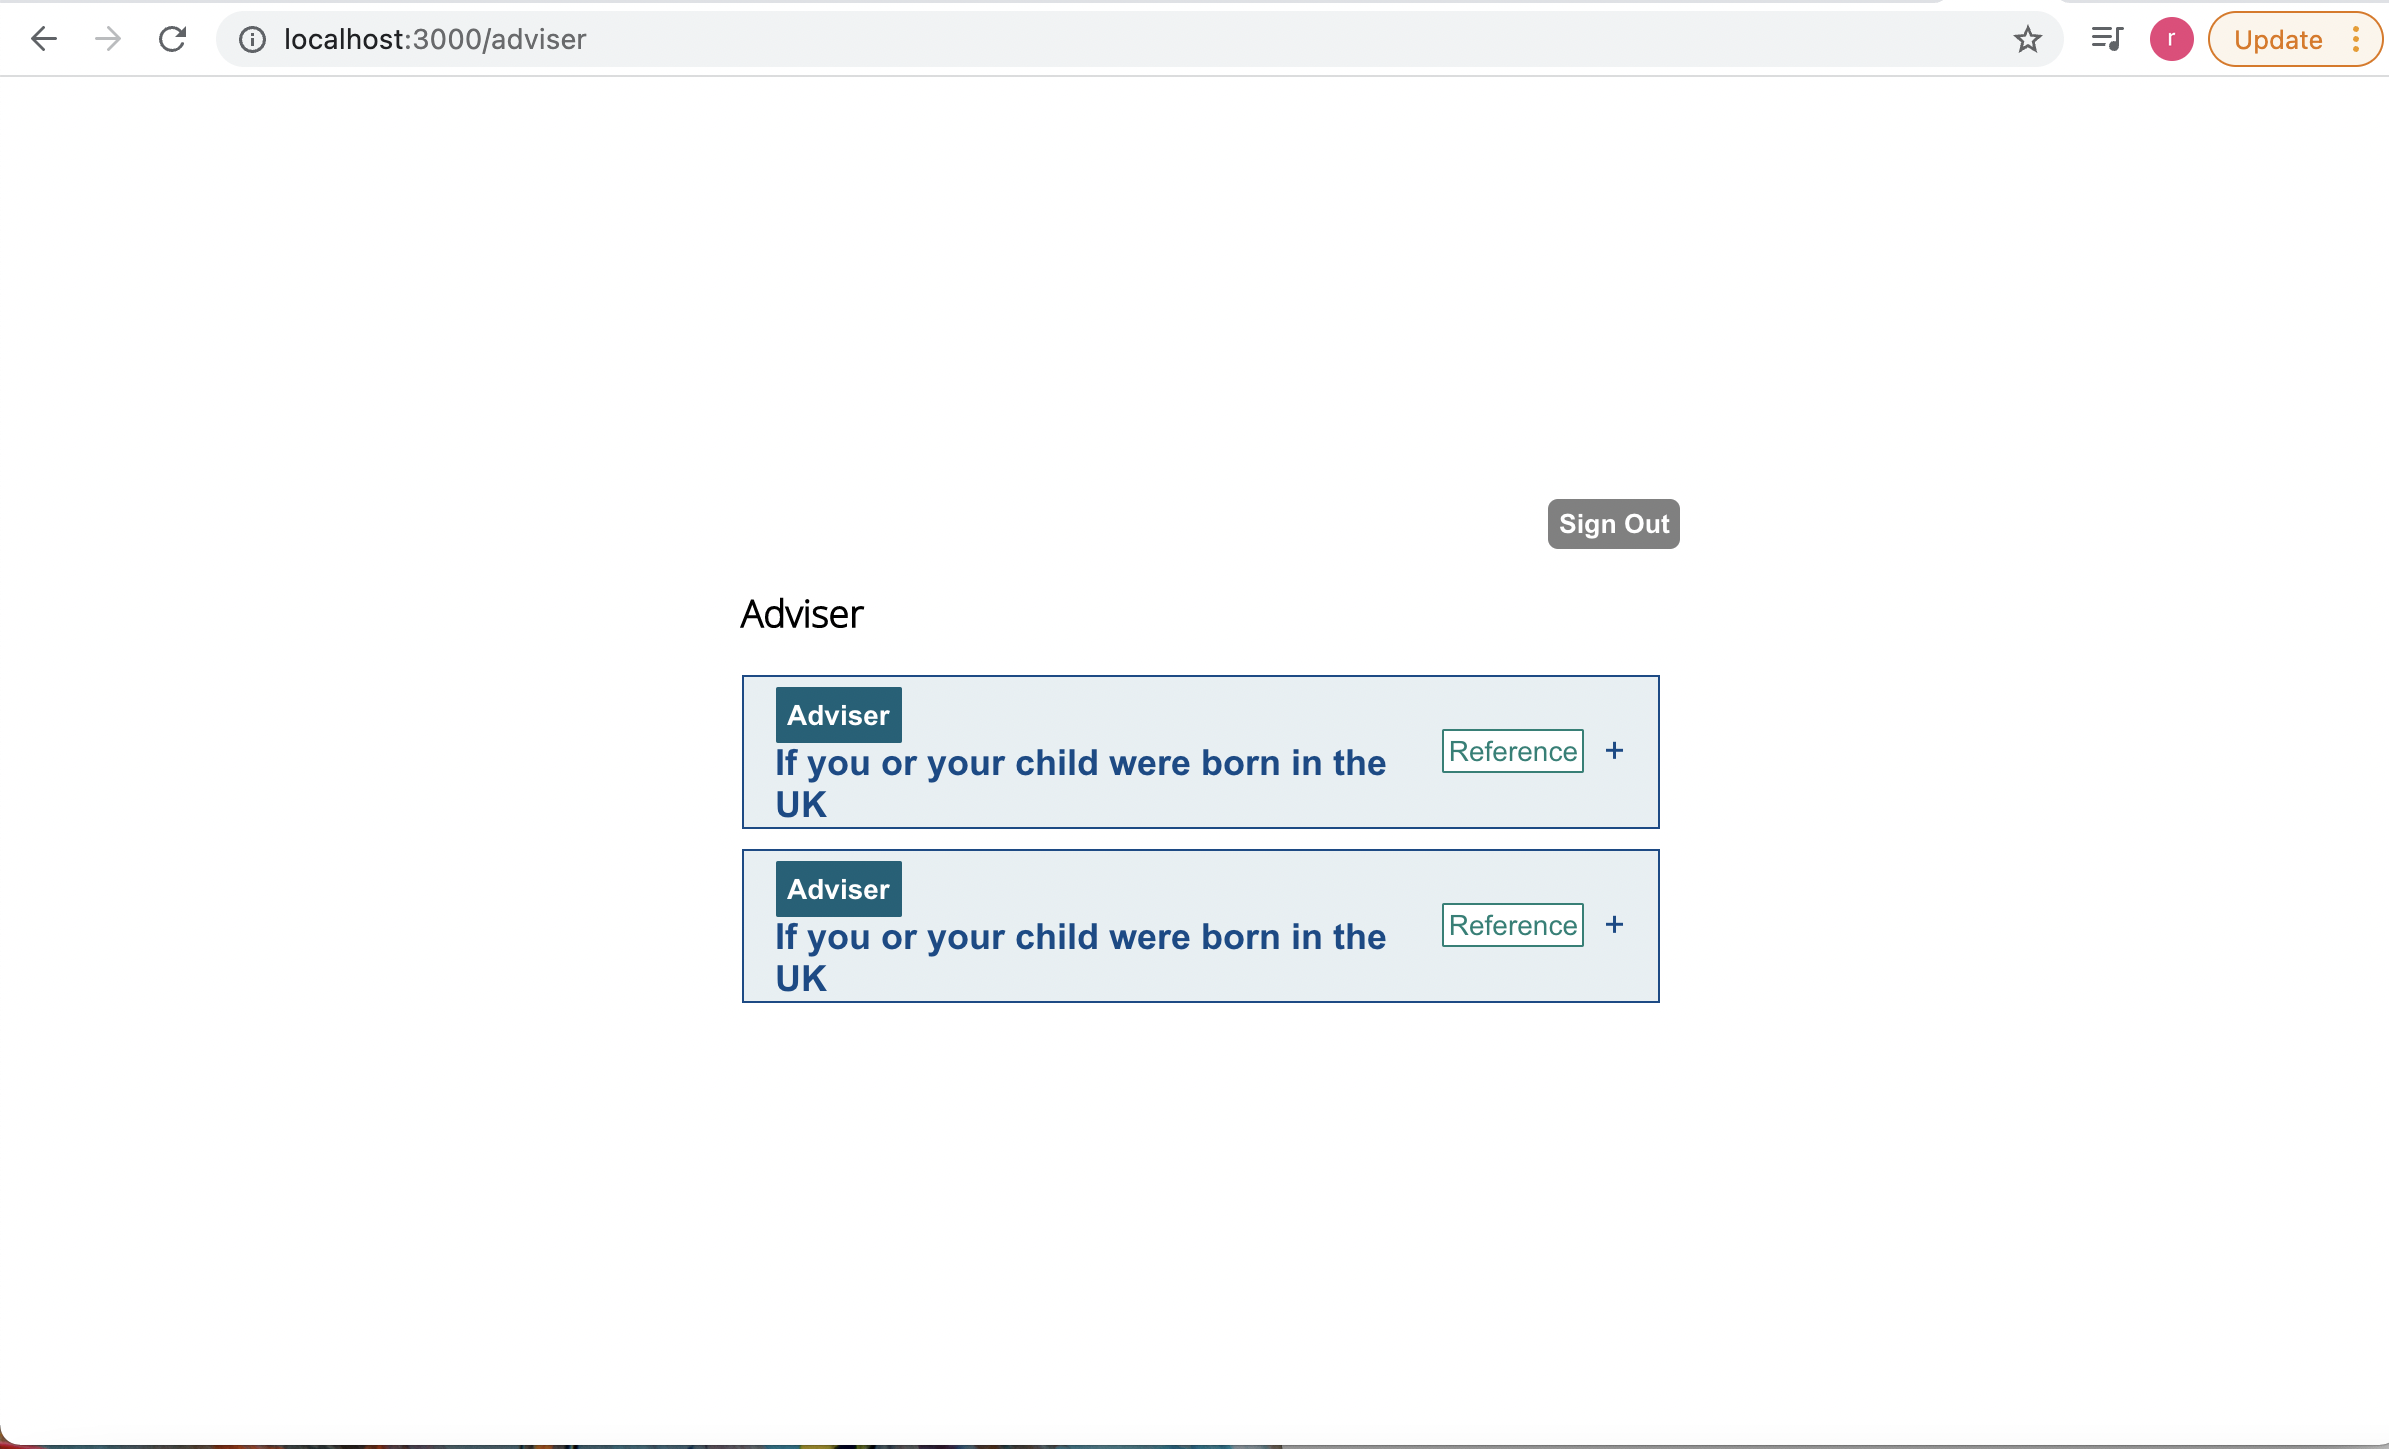 localhost:3000/adviser
r
Update
Sign Out
Adviser
Adviser
If you or your child were born in the
UK
Reference +
Adviser
If you or your child were born in the
UK
Reference +